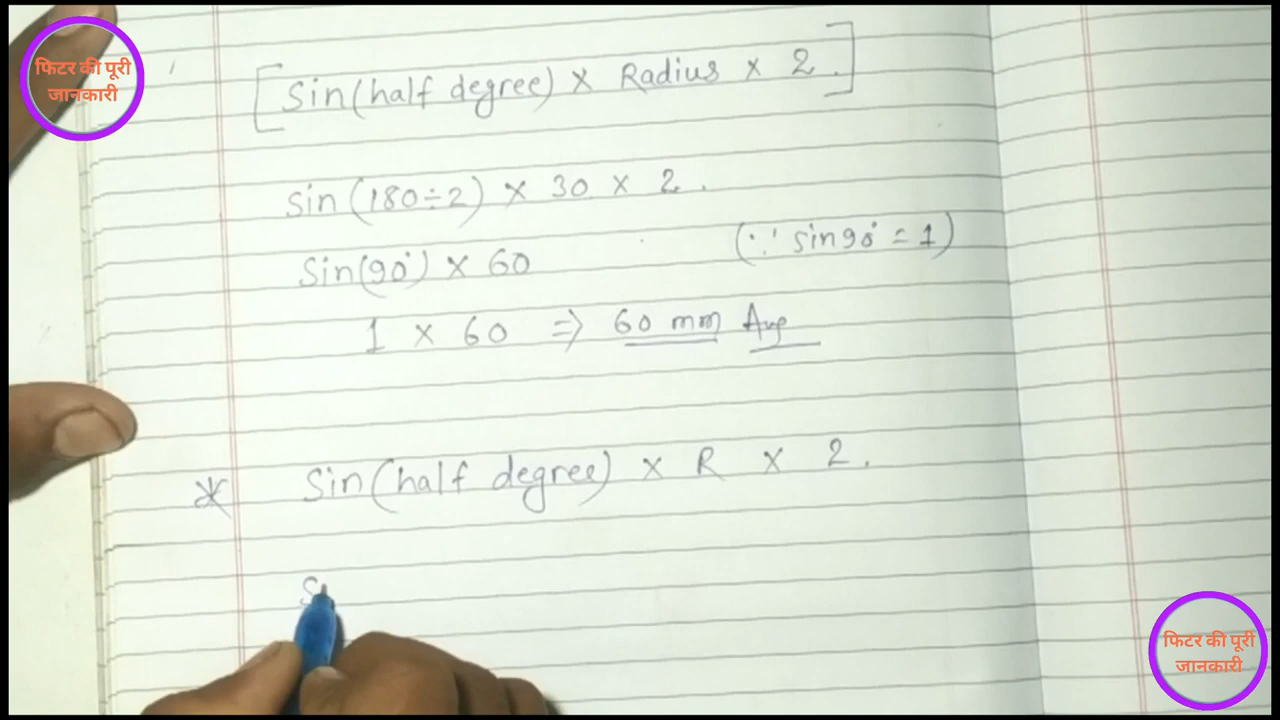 फिटर की पूरी
जानकारी
[Sin(half degree) × Radius × 2.]
Sin(180÷2) × 30 × 2.
Sin(90°) × 60 (∵ sin90° = 1)
1 × 60 ⇒ 60 mm Ans
* Sin(half degree) × R × 2.
S
फिटर की पूरी
जानकारी